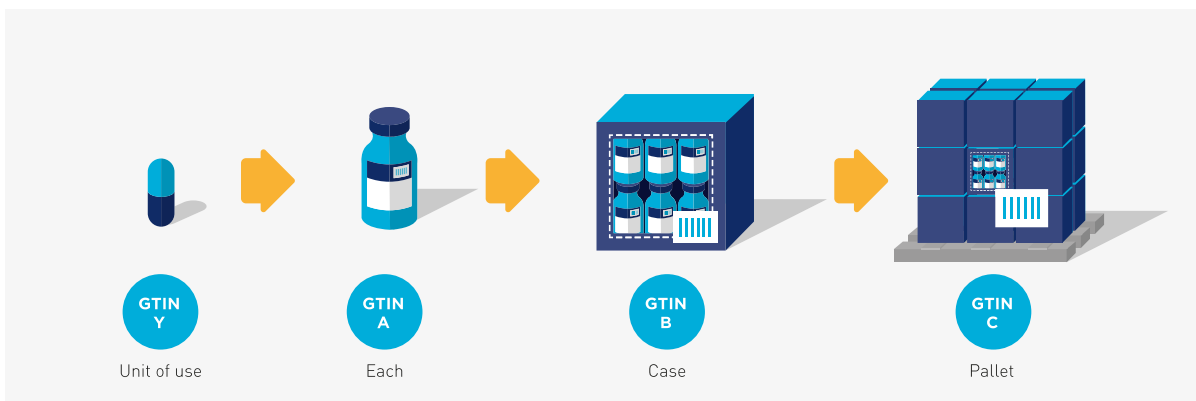 GTIN
Y
Unit of use
GTIN
A
Each
GTIN
B
Case
GTIN
C
Pallet